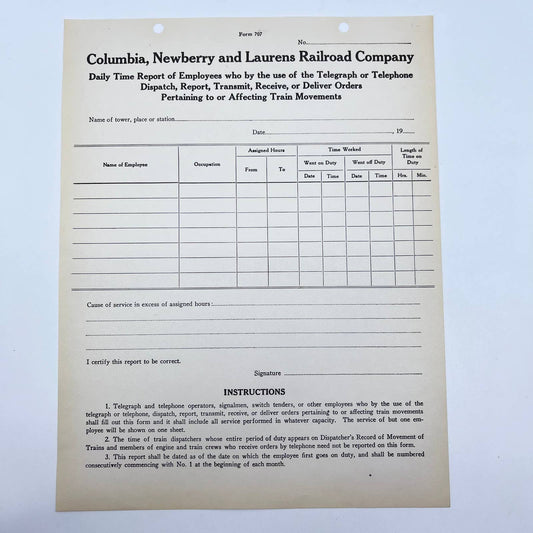 Form 707
No.
Columbia, Newberry and Laurens Railroad Company
Daily Time Report of Employees who by the use of the Telegraph or Telephone
Dispatch, Report, Transmit, Receive, or Deliver Orders
Pertaining to or Affecting Train Movements
Name of tower, place or station
Date , 19
Name of Employee Occupation Assigned Hours Time Worked Length of
Time on
Duty
From To Went on Duty Went off Duty
Date Time Date Time Hrs. Min.
Cause of service in excess of assigned hours:
I certify this report to be correct.
Signature
INSTRUCTIONS
1. Telegraph and telephone operators, signalmen, switch tenders, or other employees who by the use of the
telegraph or telephone, dispatch, report, transmit, receive, or deliver orders pertaining to or affecting train movements
shall fill out this form and it shall include all service performed in whatever capacity. The service of but one em-
ployee will be shown on one sheet.
2. The time of train dispatchers whose entire period of duty appears on Dispatcher's Record of Movement of
Trains and members of engine and train crews who receive orders by telephone need not be reported on this form.
3. This report shall be dated as of the date on which the employee first goes on duty, and shall be numbered
consecutively commencing with No. 1 at the beginning of each month.